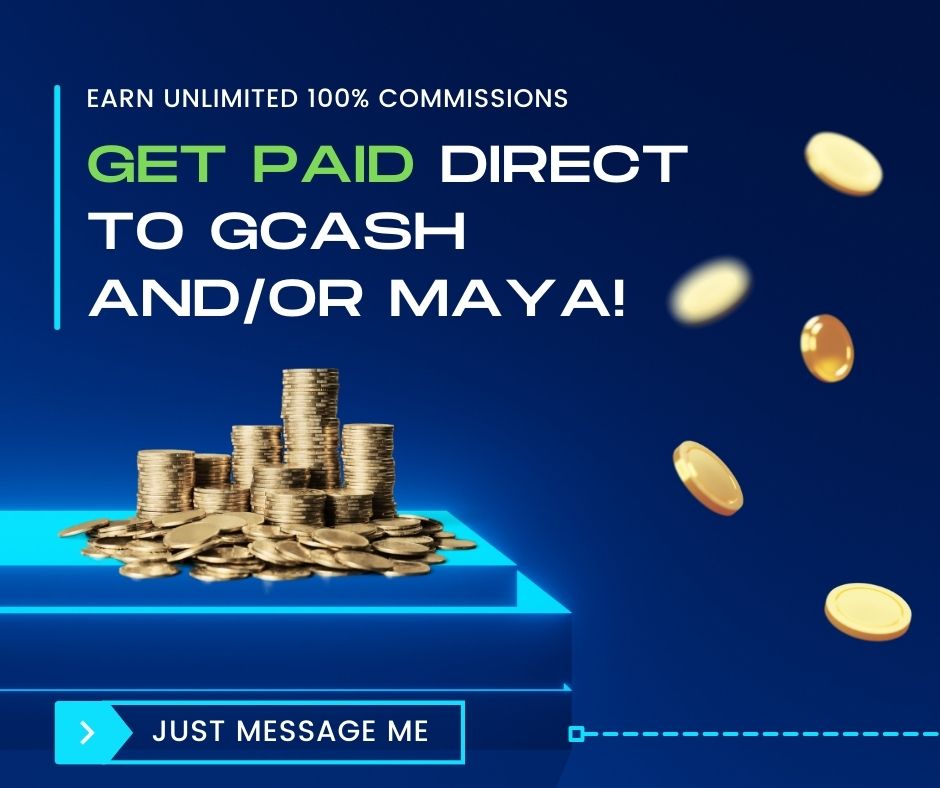 EARN UNLIMITED 100% COMMISSIONS
GET PAID DIRECT
TO GCASH
AND/OR MAYA!
JUST MESSAGE ME